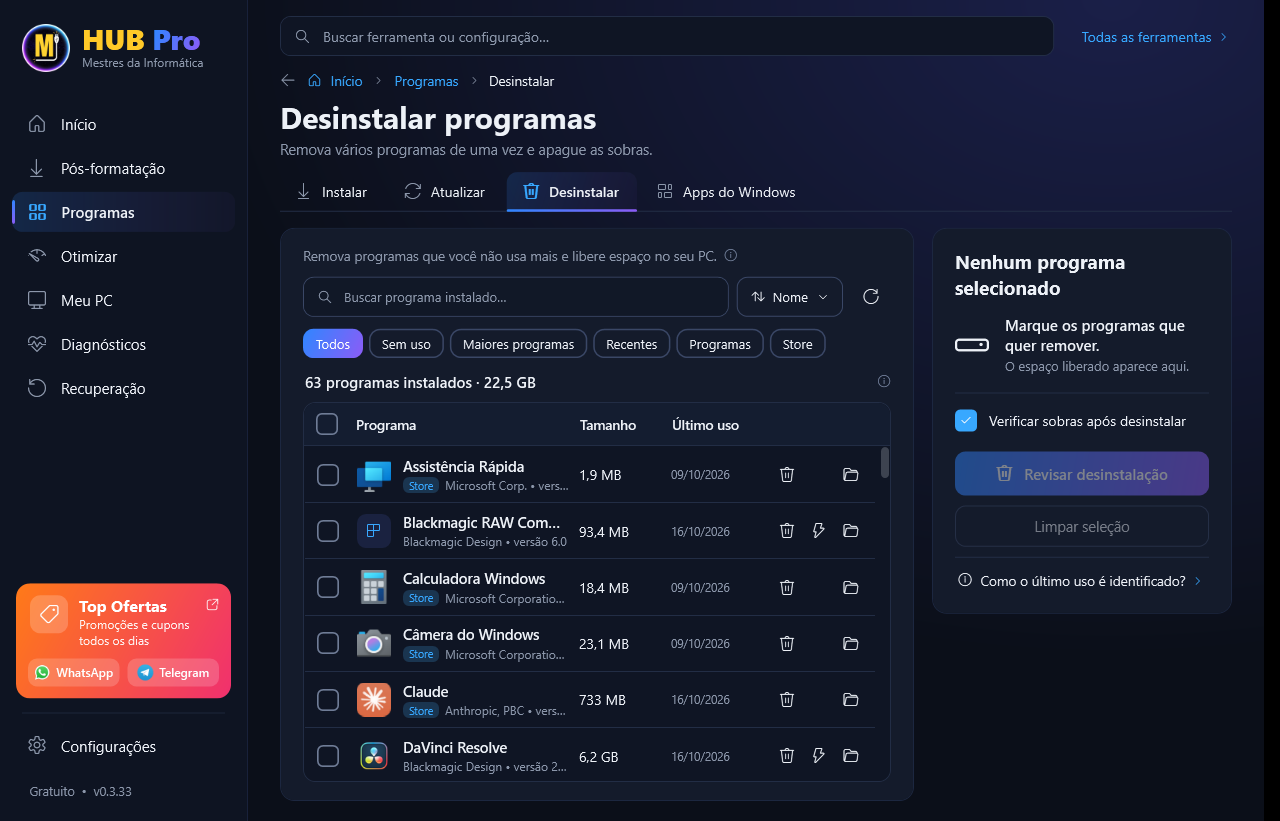 M
HUB Pro
Mestres da Informática
Início
Pós-formatação
Programas
Otimizar
Meu PC
Diagnósticos
Recuperação
Top Ofertas
Promoções e cupons
todos os dias
WhatsApp
Telegram
Configurações
Gratuito • v0.3.33
Buscar ferramenta ou configuração...
Todas as ferramentas
Início
Programas
Desinstalar
Desinstalar programas
Remova vários programas de uma vez e apague as sobras.
Instalar
Atualizar
Desinstalar
Apps do Windows
Remova programas que você não usa mais e libere espaço no seu PC.
Buscar programa instalado...
Nome
Todos
Sem uso
Maiores programas
Recentes
Programas
Store
63 programas instalados · 22,5 GB
Programa
Tamanho
Último uso
Assistência Rápida
Store Microsoft Corp. • vers...
1,9 MB
09/10/2026
Blackmagic RAW Com...
Blackmagic Design • versão 6.0
93,4 MB
16/10/2026
Calculadora Windows
Store Microsoft Corporatio...
18,4 MB
09/10/2026
Câmera do Windows
Store Microsoft Corporatio...
23,1 MB
09/10/2026
Claude
Store Anthropic, PBC • vers...
733 MB
16/10/2026
DaVinci Resolve
Blackmagic Design • versão 2...
6,2 GB
16/10/2026
Nenhum programa
selecionado
Marque os programas que
quer remover.
O espaço liberado aparece aqui.
Verificar sobras após desinstalar
Revisar desinstalação
Limpar seleção
Como o último uso é identificado?